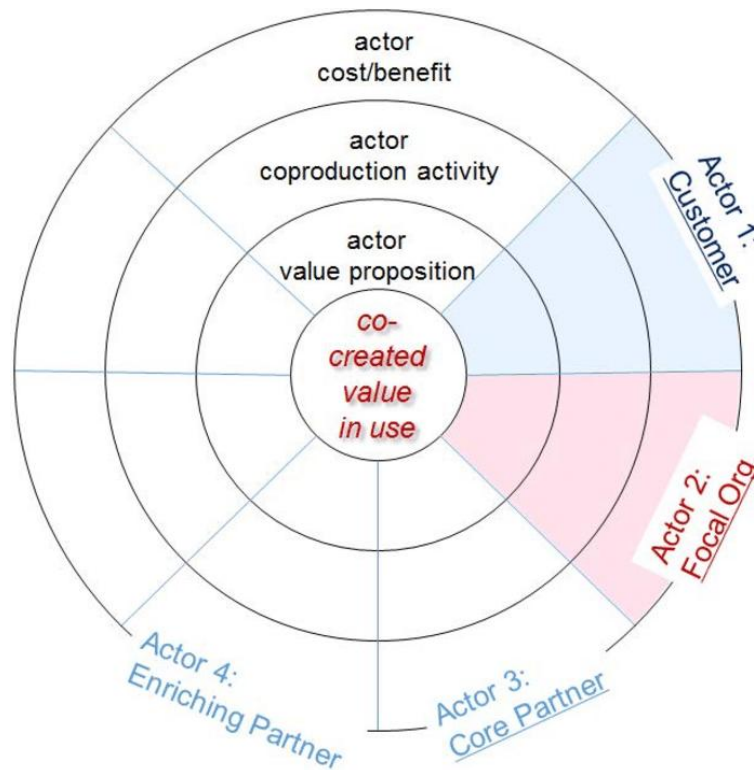 actor
cost/benefit
actor
coproduction activity
actor
value proposition
co-
created
value
in use
Actor 1:
Customer
Actor 2:
Focal Org
Actor 3:
Core Partner
Actor 4:
Enriching Partner